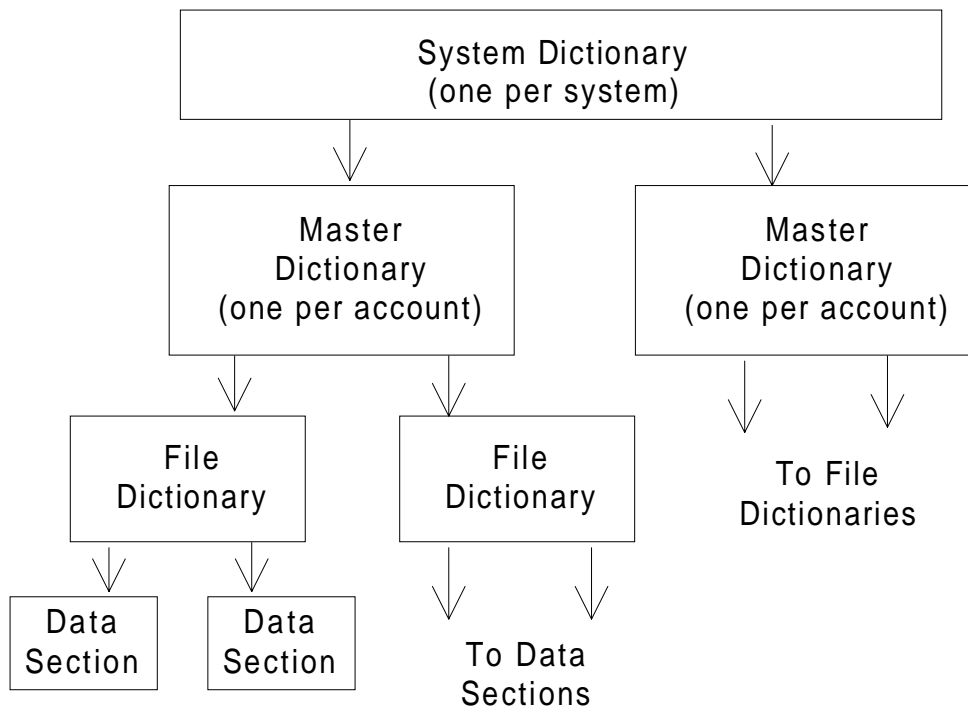 System Dictionary
(one per system)
Master
Dictionary
(one per account)
Master
Dictionary
(one per account)
File
Dictionary
File
Dictionary
To File
Dictionaries
Data
Section
Data
Section
To Data
Sections